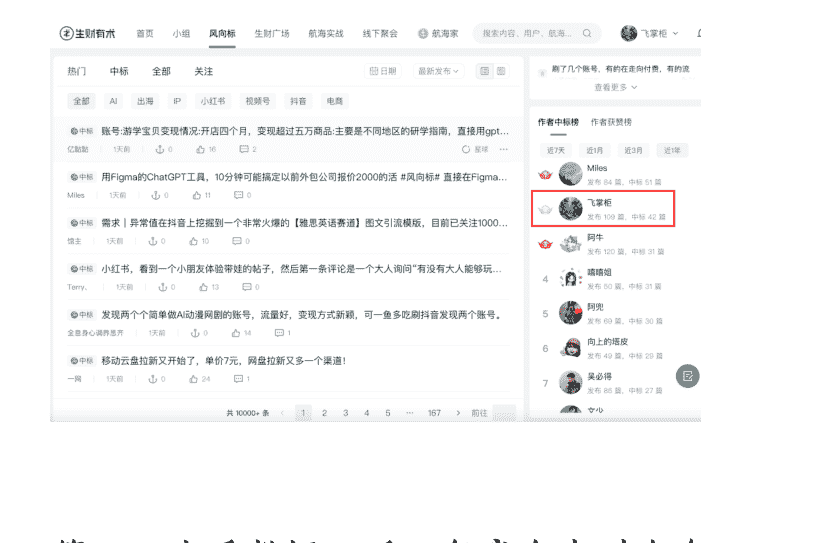 生财有术 首页 小组 风向标 生财广场 航海实战 线下聚会 航海家 搜索内容、用户、航海... 飞掌柜
热门 中标 全部 关注 日期 最新发布
全部 AI 出海 IP 小红书 视频号 抖音 电商
中标 账号:游学宝贝变现情况:开店四个月，变现超过五万商品:主要是不同地区的研学指南，直接用gpt...
亿勘勘 1天前 0 16 2 星球 ...
中标 用Figma的ChatGPT工具，10分钟可能搞定以前外包公司报价2000的活 #风向标# 直接在Figma...
Miles 1天前 0 11 0
中标 需求｜异常值在抖音上挖掘到一个非常火爆的【雅思英语赛道】图文引流模版，目前已关注1000...
馐主 1天前 0 10 0
中标 小红书，看到一个小朋友体验带娃的帖子，然后第一条评论是一个大人询问“有没有大人能够玩...
Terry. 1天前 0 13 0
中标 发现两个个简单做AI动漫网剧的账号，流量好，变现方式新颖，可一鱼多吃刷抖音发现两个账号。
全息身心调养悉开 1天前 0 14 1
中标 移动云盘拉新又开始了，单价7元，网盘拉新又多一个渠道！
一网 1天前 0 24 1
共 10000+ 条 1 2 3 4 5 ... 167 前往
刷了几个账号，有的在走向付费，有的流
查看更多
作者中标榜 作者获赞榜
近7天 近1月 近3月 近1年
Miles
发布 84 篇，中标 51 篇
飞掌柜
发布 109 篇，中标 42 篇
阿牛
发布 120 篇，中标 31 篇
4 嘻嘻姐
发布 50 篇，中标 31 篇
5 阿兜
发布 69 篇，中标 30 篇
6 向上的塔皮
发布 49 篇，中标 29 篇
7 吴必得
发布 86 篇，中标 27 篇